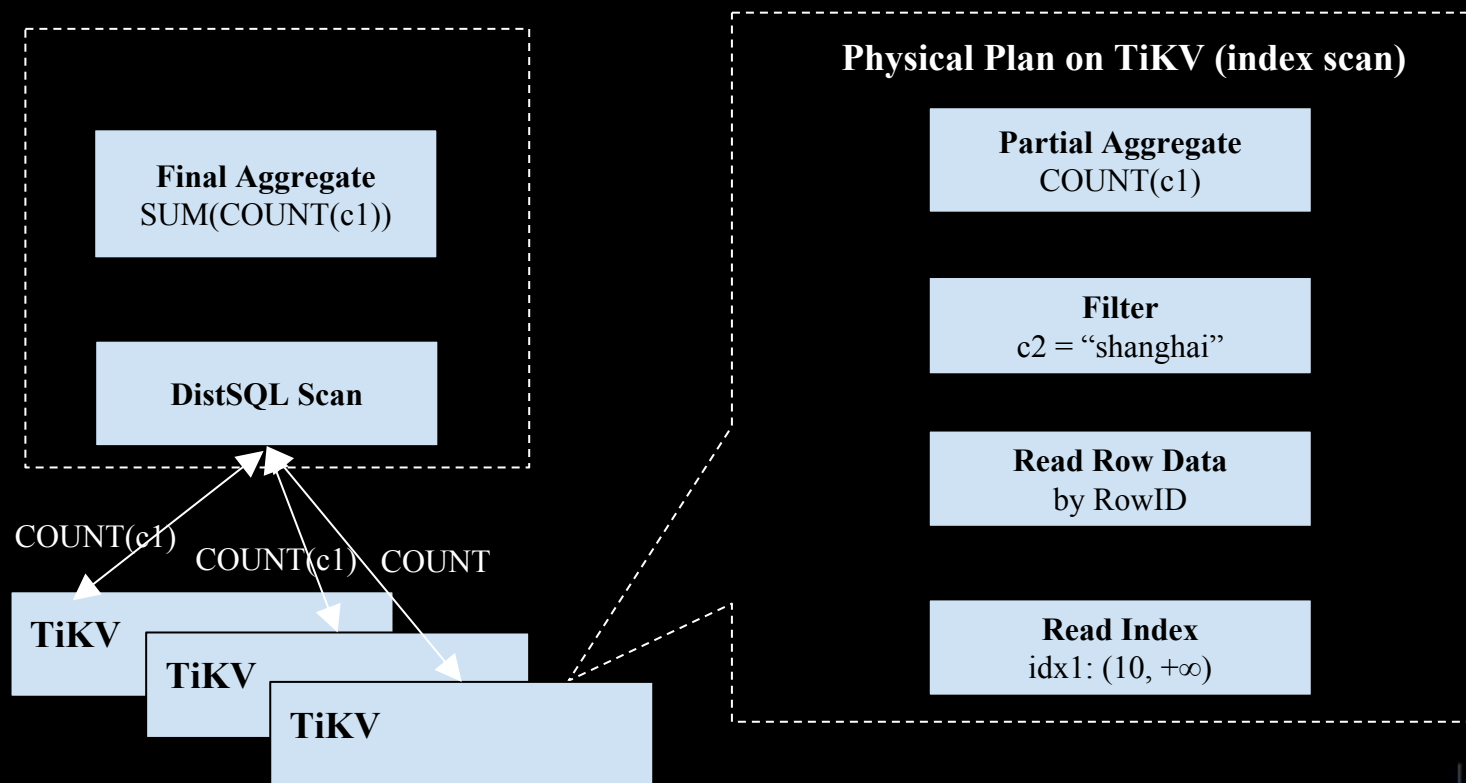 Final Aggregate
SUM(COUNT(c1))
DistSQL Scan
COUNT(c1)
COUNT(c1)
COUNT
TiKV
TiKV
TiKV
Physical Plan on TiKV (index scan)
Partial Aggregate
COUNT(c1)
Filter
c2 = “shanghai”
Read Row Data
by RowID
Read Index
idx1: (10, +∞)